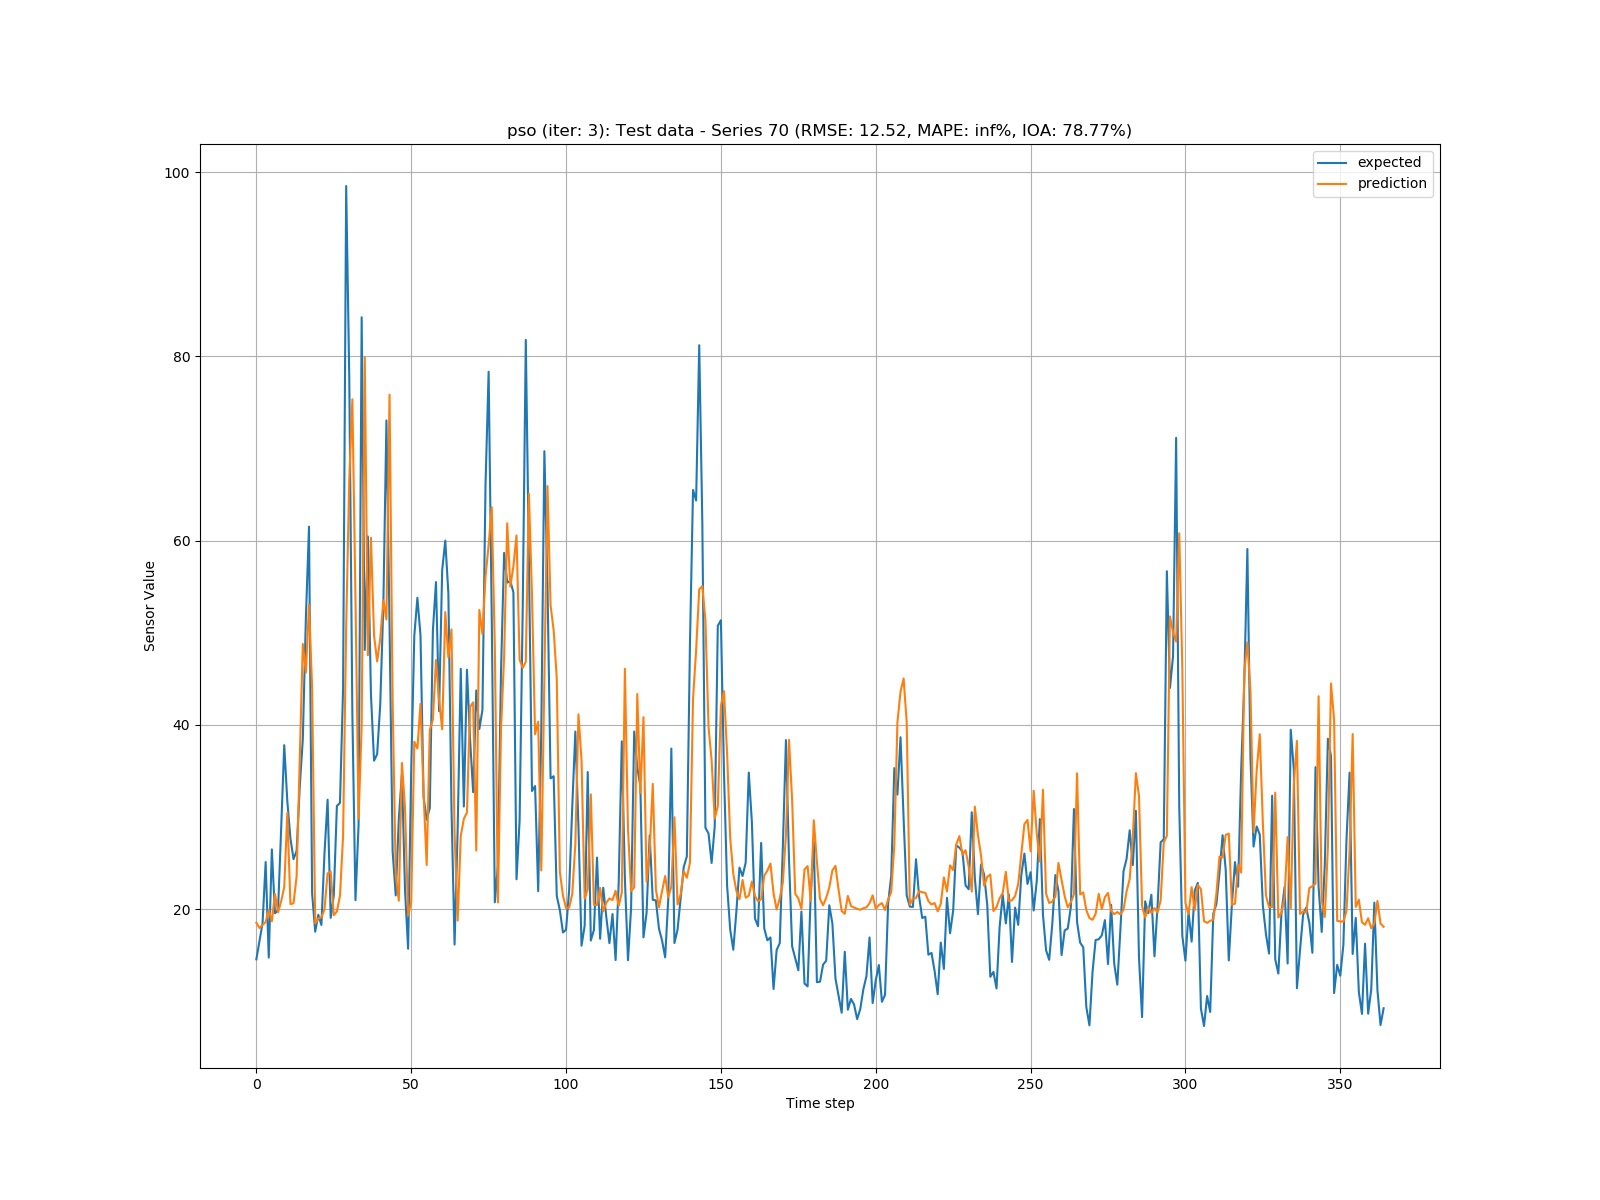 pso (iter: 3): Test data - Series 70 (RMSE: 12.52, MAPE: inf%, IOA: 78.77%)
expected
prediction
100
80
60
40
20
Sensor Value
0 50 100 150 200 250 300 350
Time step